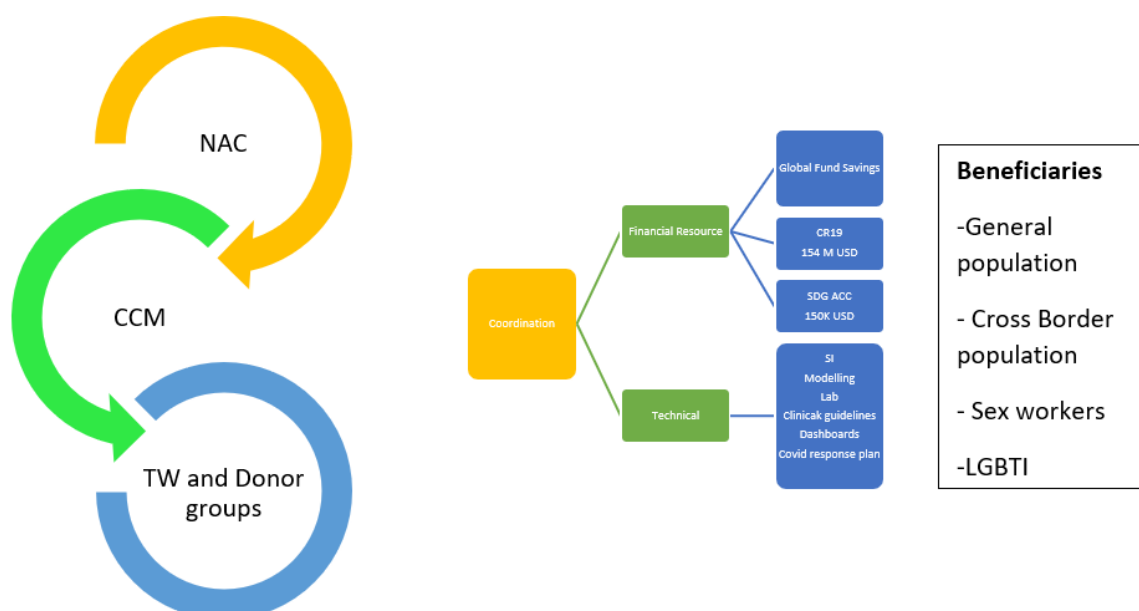 NAC
CCM
TW and Donor
groups
Coordination
Financial Resource
Technical
Global Fund Savings
CR19
154 M USD
SDG ACC
150K USD
SI
Modelling
Lab
Clinicak guidelines
Dashboards
Covid response plan
Beneficiaries
-General
population
- Cross Border
population
- Sex workers
-LGBTI